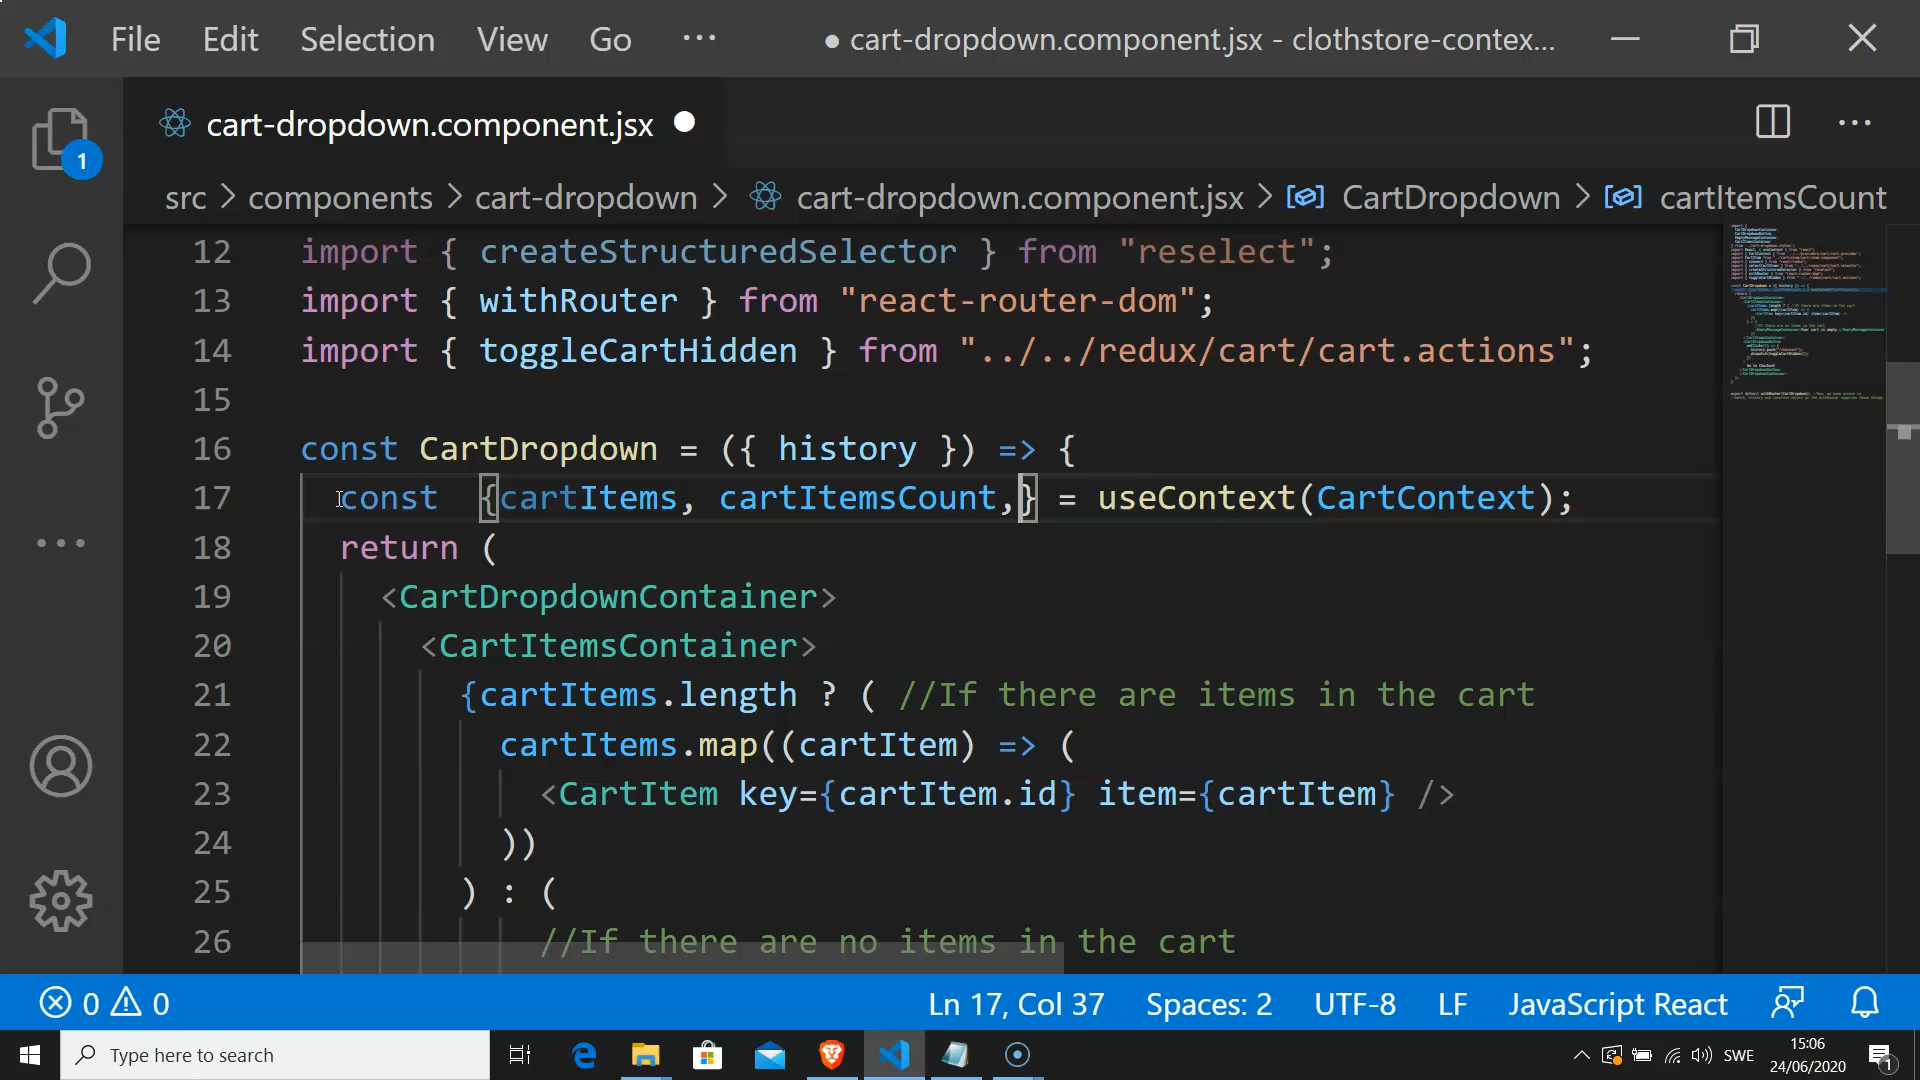 File Edit Selection View Go ··· ● cart-dropdown.component.jsx - clothstore-contex...
cart-dropdown.component.jsx ●
1
src > components > cart-dropdown > cart-dropdown.component.jsx > CartDropdown > cartItemsCount
12 import { createStructuredSelector } from "reselect";
13 import { withRouter } from "react-router-dom";
14 import { toggleCartHidden } from "../../redux/cart/cart.actions";
15
16 const CartDropdown = ({ history }) => {
17 const  {cartItems, cartItemsCount,} = useContext(CartContext);
18 return (
19 <CartDropdownContainer>
20 <CartItemsContainer>
21 {cartItems.length ? ( //If there are items in the cart
22 cartItems.map((cartItem) => (
23 <CartItem key={cartItem.id} item={cartItem} />
24 ))
25 ) : (
26 //If there are no items in the cart
0 0 Ln 17, Col 37 Spaces: 2 UTF-8 LF JavaScript React
Type here to search SWE 15:06
24/06/2020 1